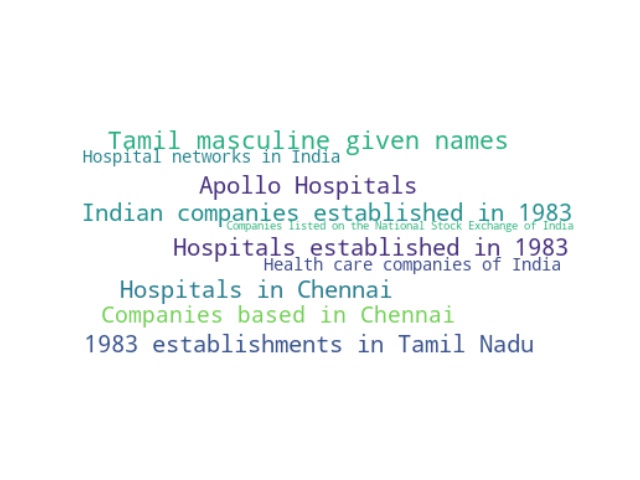 Tamil masculine given names
Hospital networks in India
Apollo Hospitals
Indian companies established in 1983
Companies listed on the National Stock Exchange of India
Hospitals established in 1983
Health care companies of India
Hospitals in Chennai
Companies based in Chennai
1983 establishments in Tamil Nadu